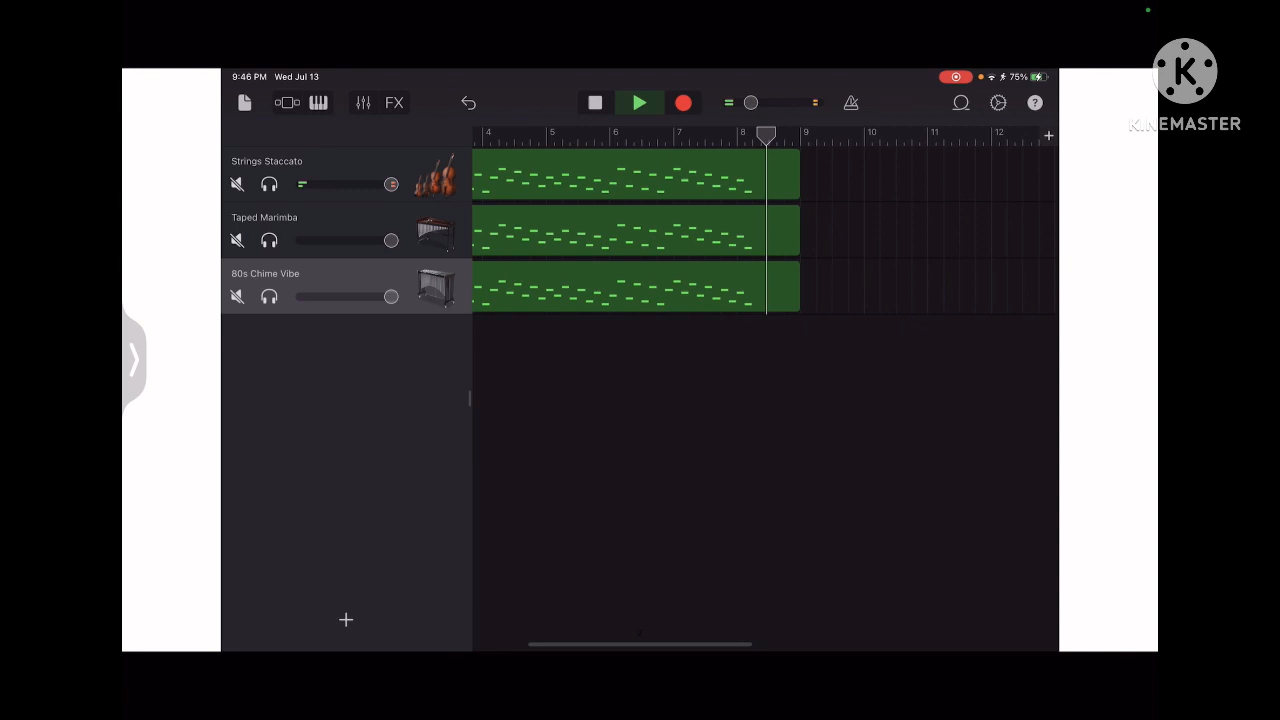 9:46 PM Wed Jul 13
75%
K
KINEMASTER
FX
?
4 5 6 7 8 9 10 11 12
Strings Staccato
Taped Marimba
80s Chime Vibe
2